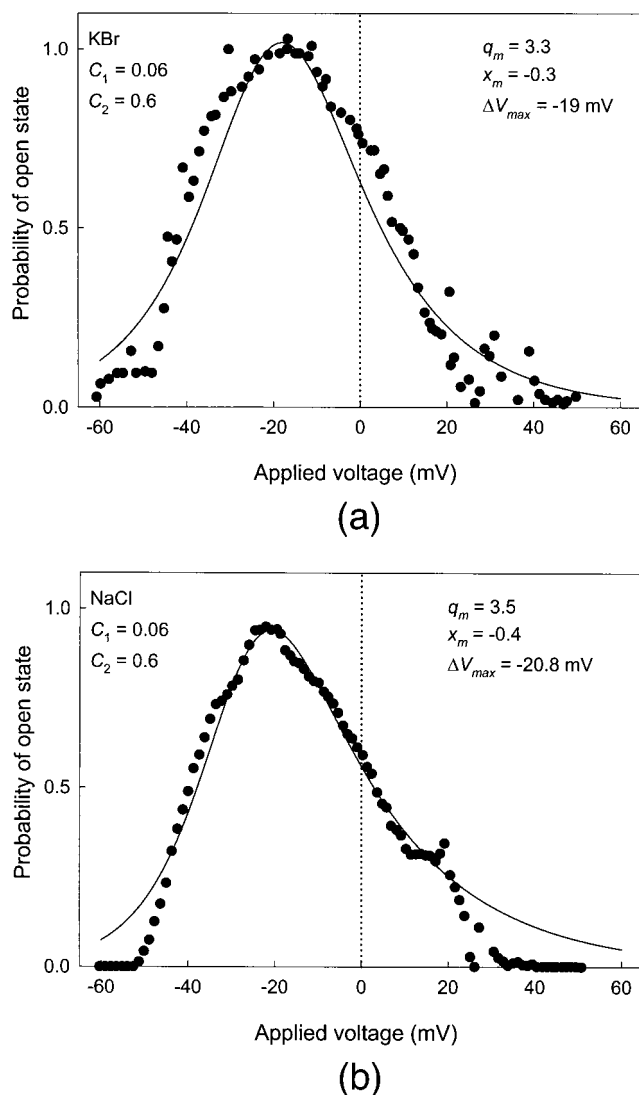 (a)
KBr
C1 = 0.06
C2 = 0.6
qm = 3.3
xm = -0.3
ΔVmax = -19 mV
Probability of open state
1.0
0.5
0.0
-60 -40 -20 0 20 40 60
Applied voltage (mV)
(a)
NaCl
C1 = 0.06
C2 = 0.6
qm = 3.5
xm = -0.4
ΔVmax = -20.8 mV
Probability of open state
1.0
0.5
0.0
-60 -40 -20 0 20 40 60
Applied voltage (mV)
(b)